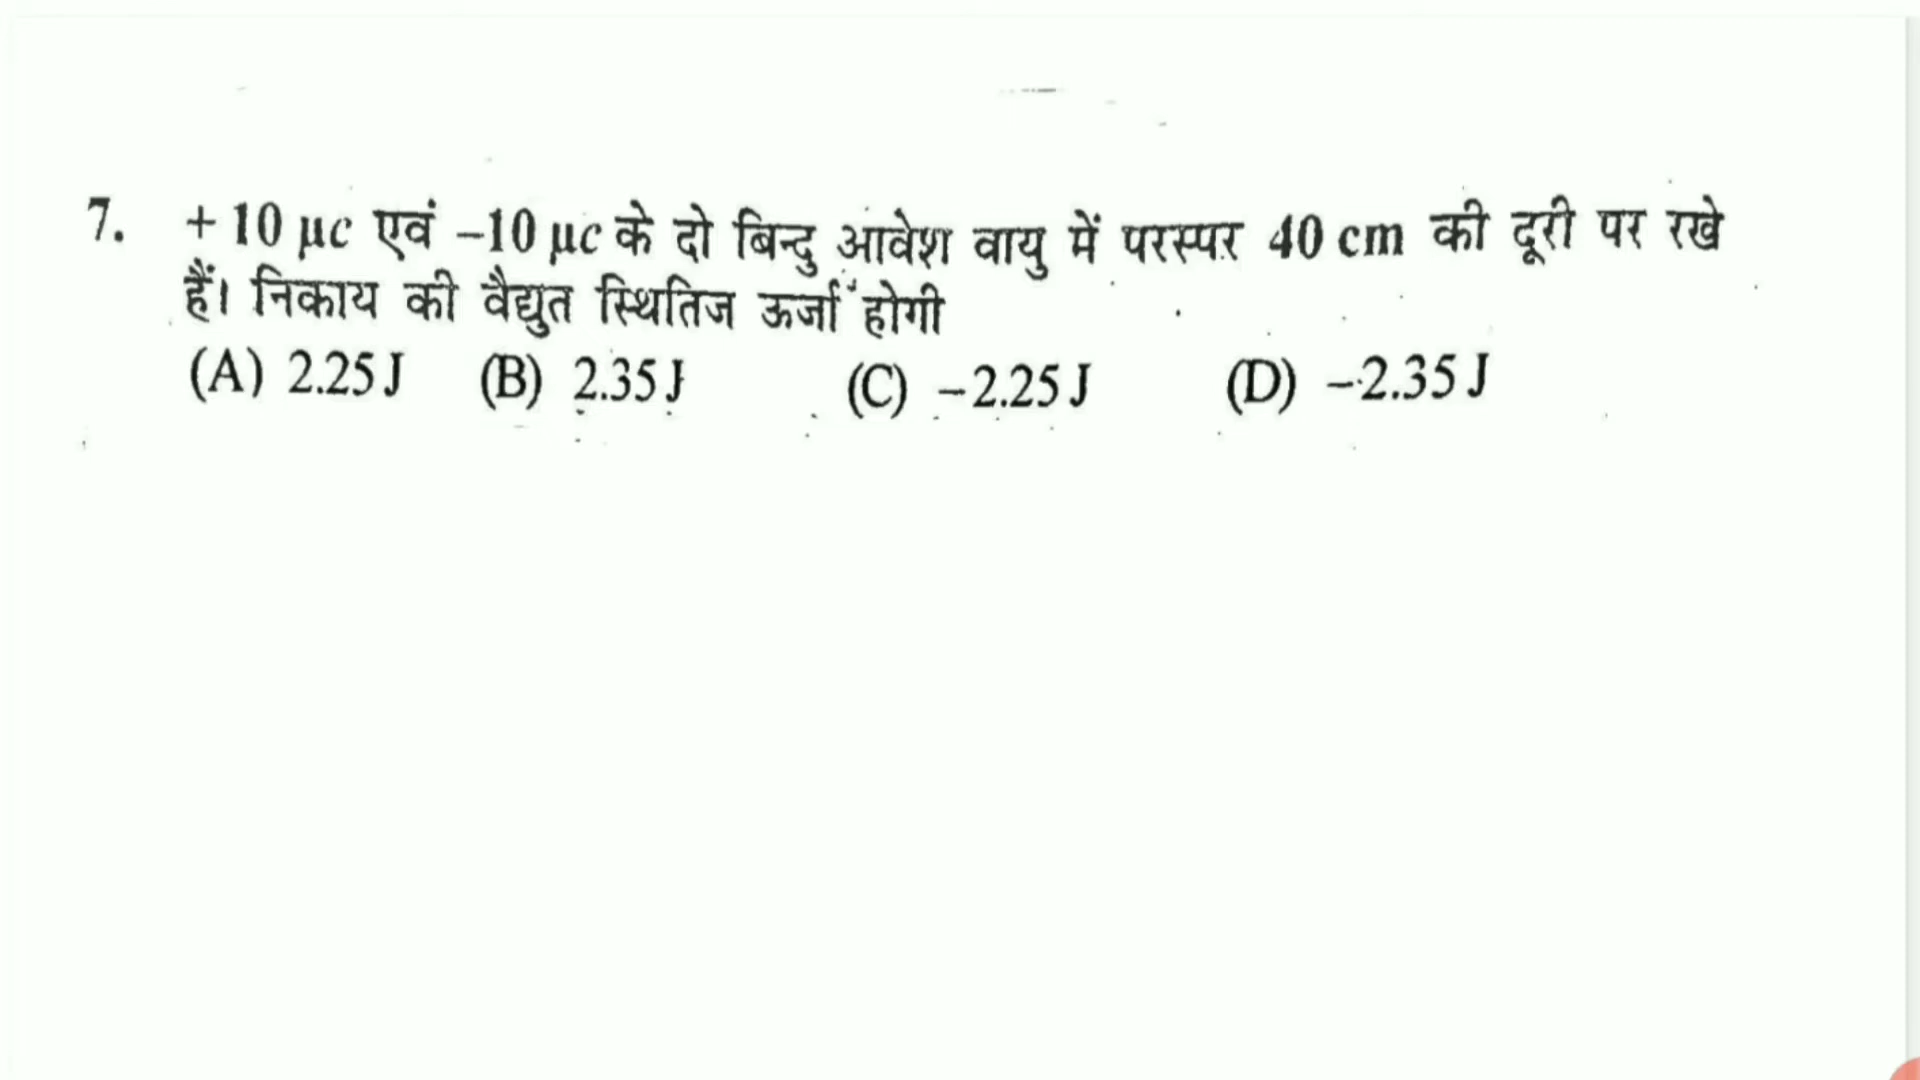 7. + 10 µc एवं –10 µc के दो बिन्दु आवेश वायु में परस्पर 40 cm की दूरी पर रखे
हैं। निकाय की वैद्युत स्थितिज ऊर्जा होगी
(A) 2.25 J (B) 2.35 J (C) –2.25 J (D) –2.35 J